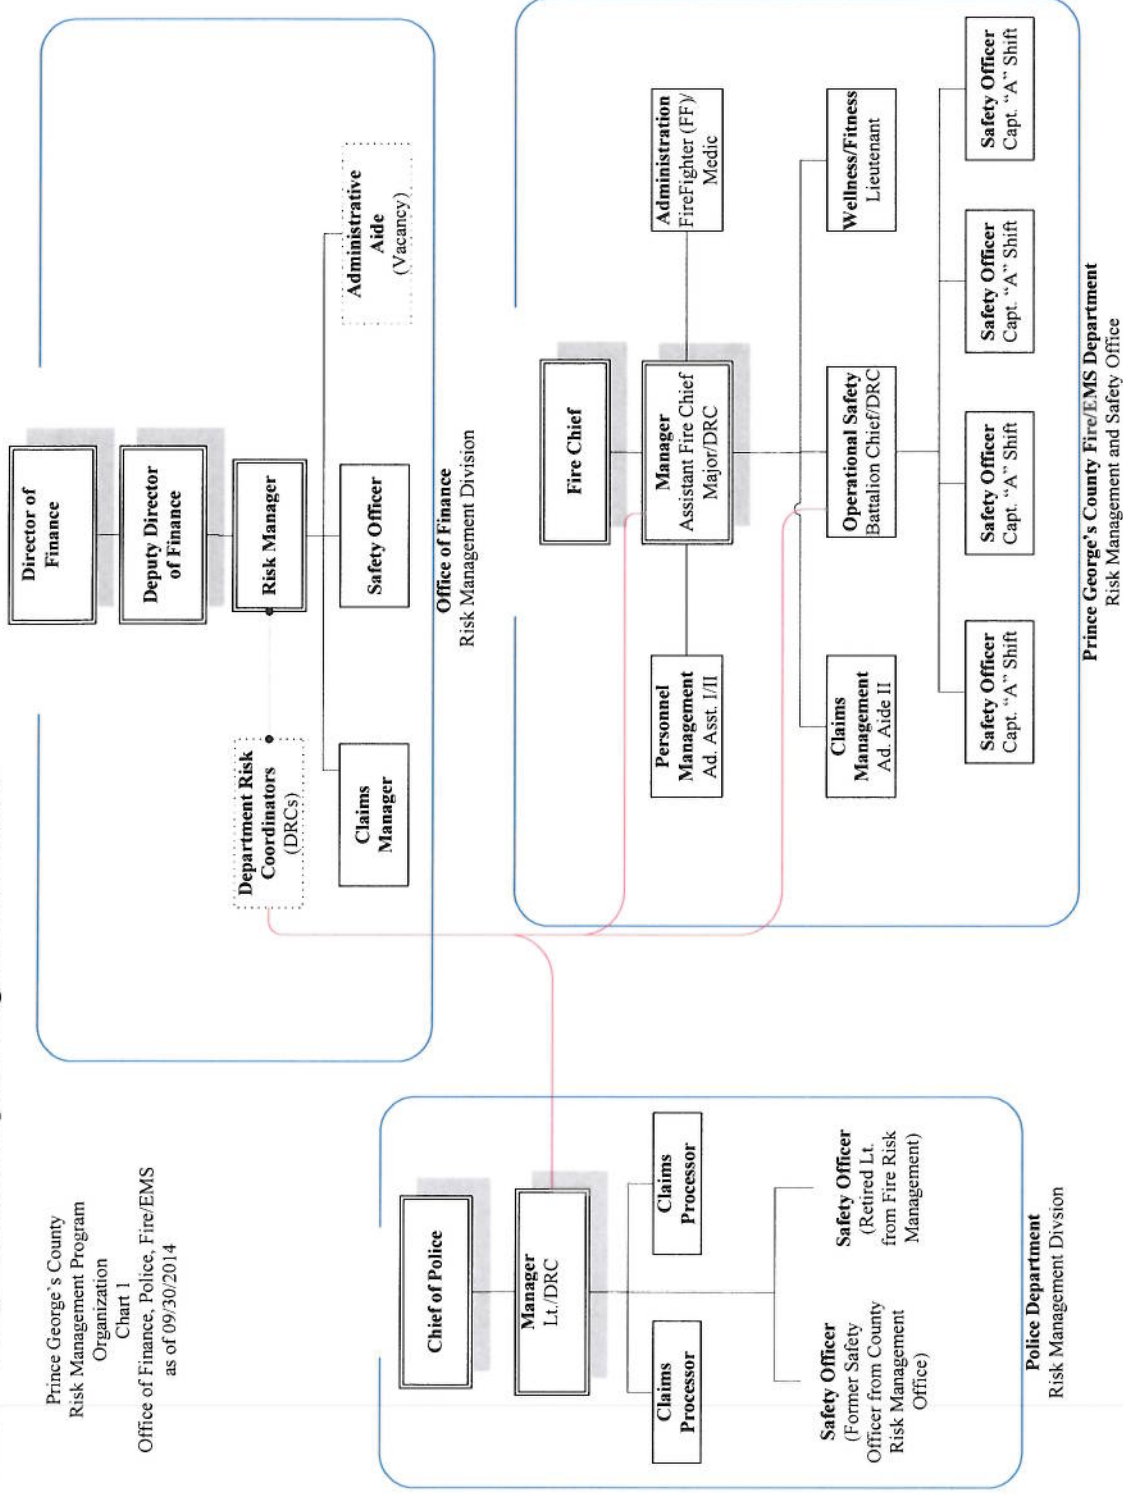 Prince George's County
Risk Management Program
Organization
Chart 1
Office of Finance, Police, Fire/EMS
as of 09/30/2014
Director of
Finance
Deputy Director
of Finance
Risk Manager
Department Risk
Coordinators
(DRCs)
Claims
Manager
Safety Officer
Administrative
Aide
(Vacancy)
Office of Finance
Risk Management Division
Chief of Police
Manager
Lt./DRC
Claims
Processor
Claims
Processor
Safety Officer
(Former Safety
Officer from County
Risk Management
Office)
Safety Officer
(Retired Lt.
from Fire Risk
Management)
Police Department
Risk Management Divsion
Fire Chief
Manager
Assistant Fire Chief
Major/DRC
Personnel
Management
Ad. Asst. I/II
Administration
FireFighter (FF)/
Medic
Claims
Management
Ad. Aide II
Operational Safety
Battalion Chief/DRC
Wellness/Fitness
Lieutenant
Safety Officer
Capt. "A" Shift
Safety Officer
Capt. "A" Shift
Safety Officer
Capt. "A" Shift
Safety Officer
Capt. "A" Shift
Prince George's County Fire/EMS Department
Risk Management and Safety Office